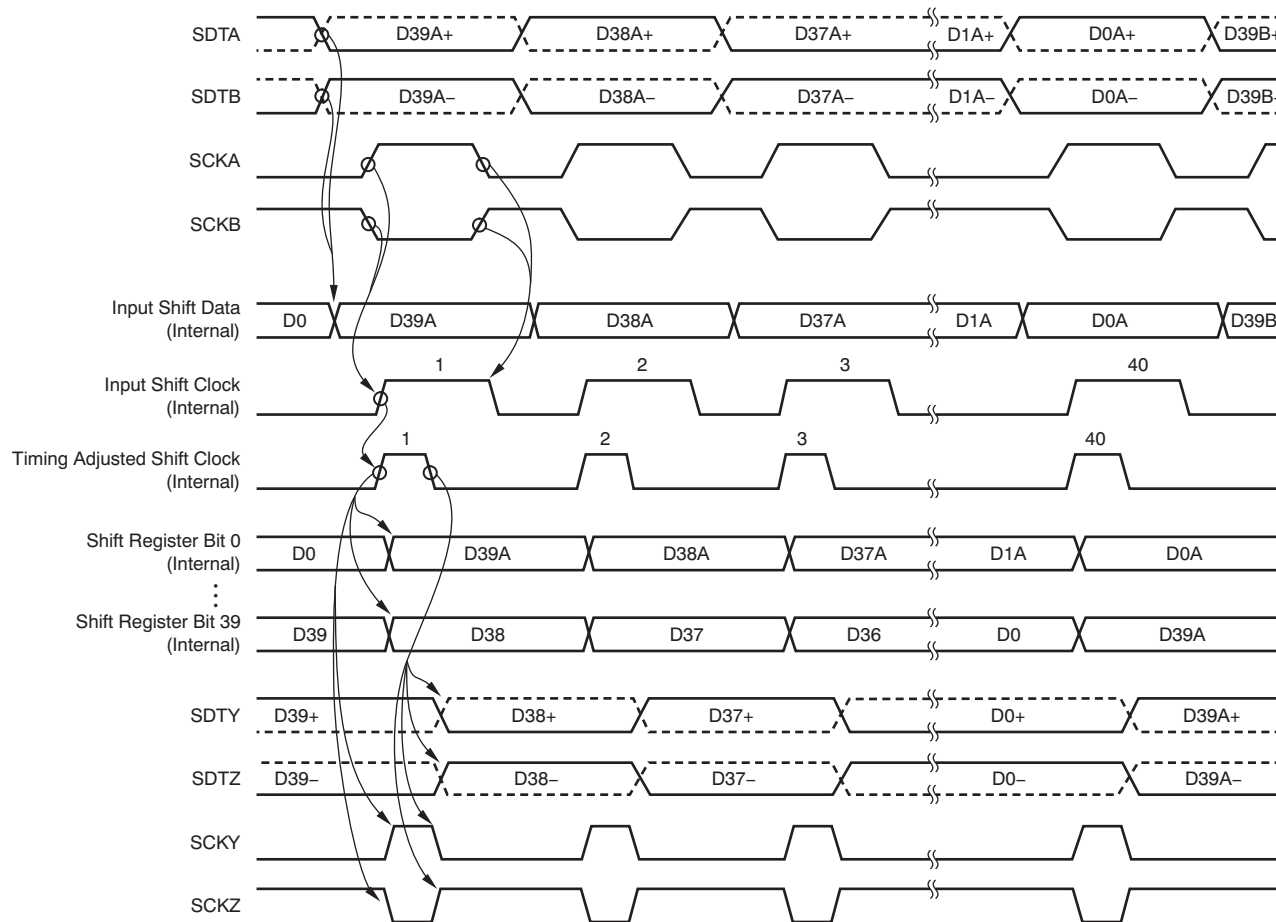 SDTA D39A+ D38A+ D37A+ D1A+ D0A+ D39B+
SDTB D39A− D38A− D37A− D1A− D0A− D39B−
SCKA
SCKB
Input Shift Data
(Internal)
D0 D39A D38A D37A D1A D0A D39B
Input Shift Clock
(Internal)
1 2 3 40
Timing Adjusted Shift Clock
(Internal)
1 2 3 40
Shift Register Bit 0
(Internal)
D0 D39A D38A D37A D1A D0A
Shift Register Bit 39
(Internal)
D39 D38 D37 D36 D0 D39A
SDTY D39+ D38+ D37+ D0+ D39A+
SDTZ D39− D38− D37− D0− D39A−
SCKY
SCKZ